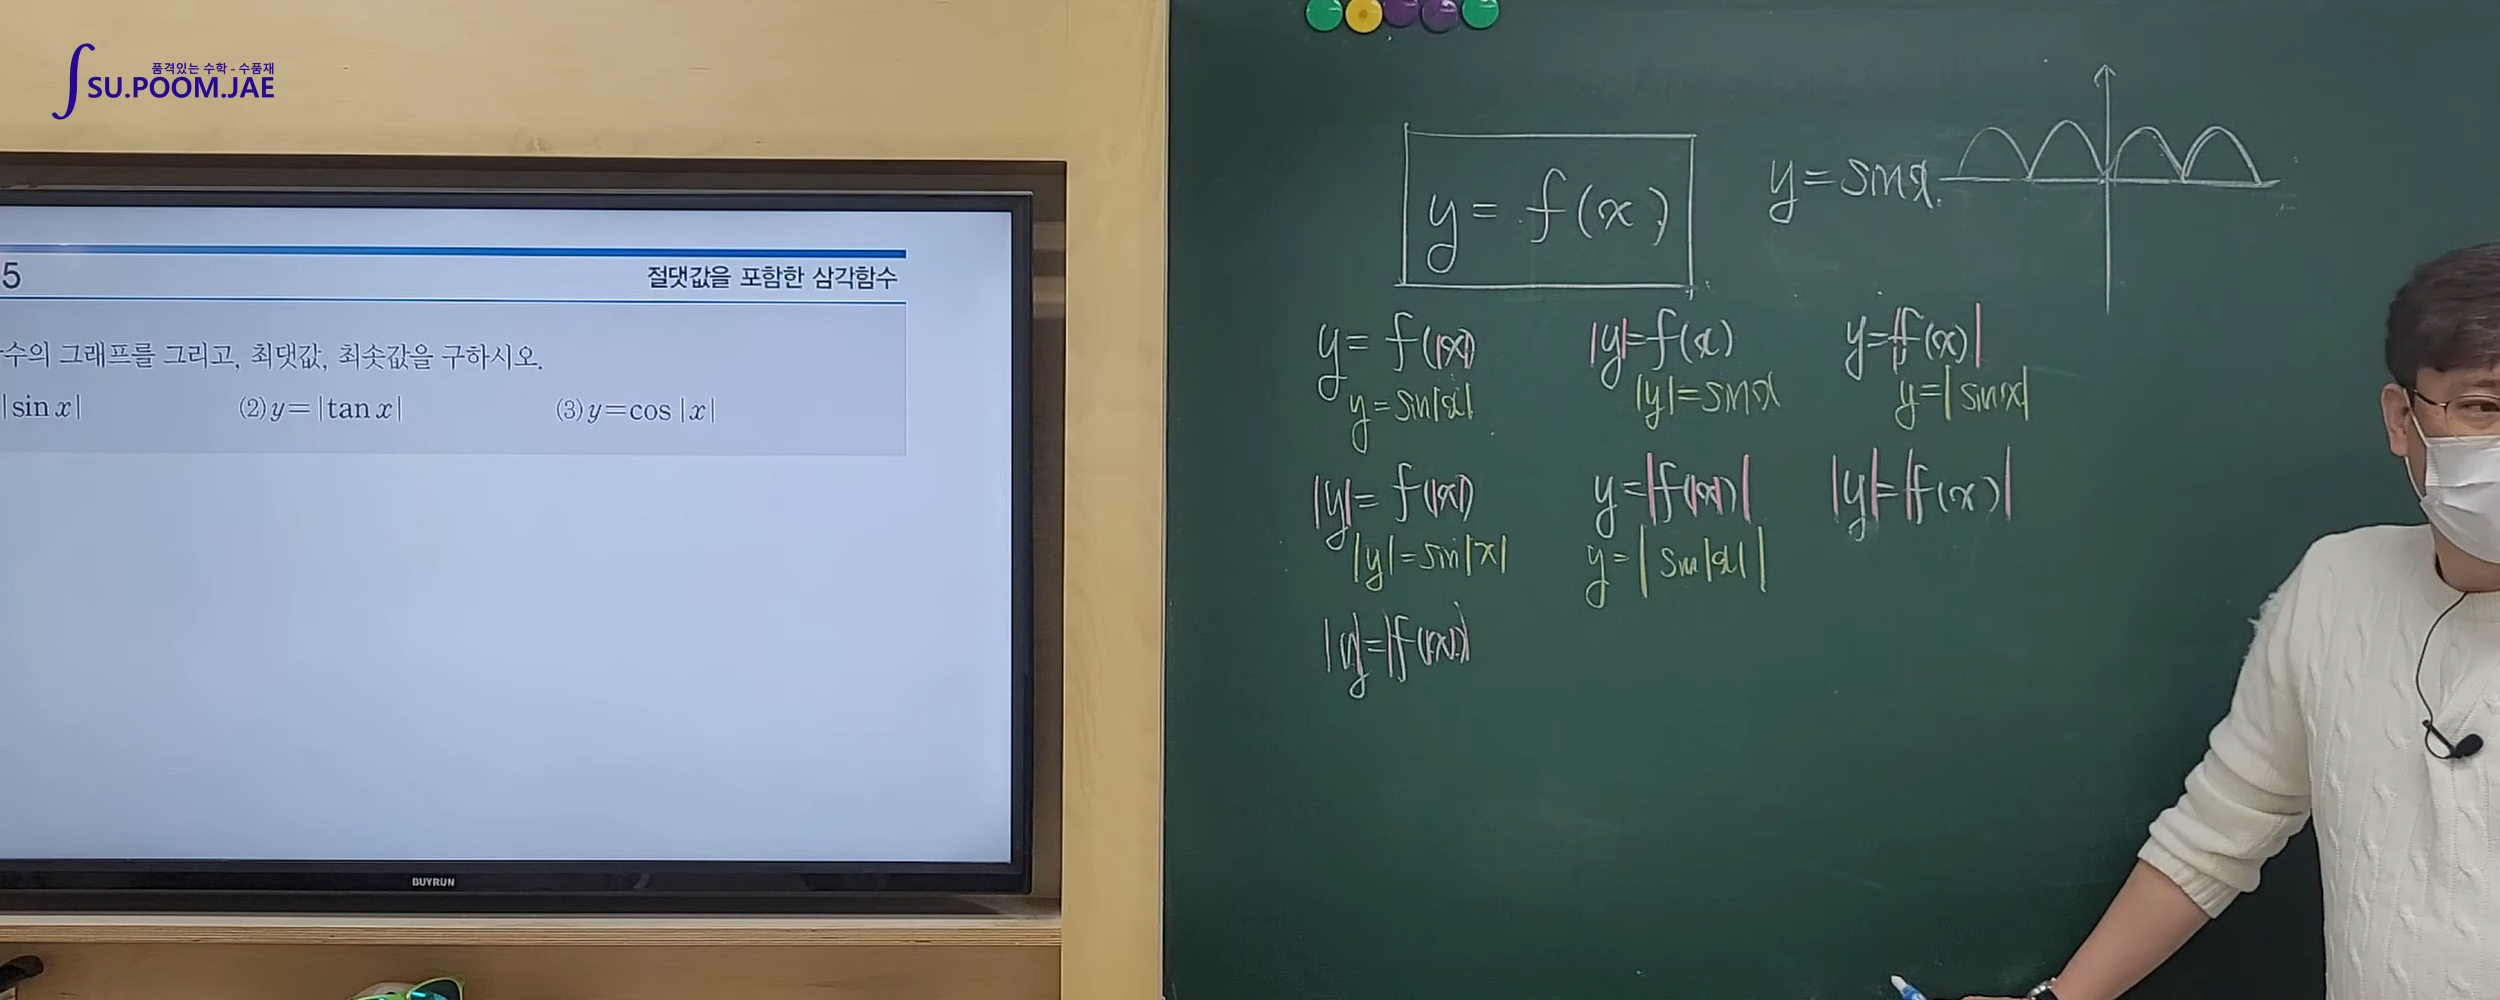 품격있는 수학 - 수품재
SU.POOM.JAE
5
절댓값을 포함한 삼각함수
수의 그래프를 그리고, 최댓값, 최솟값을 구하시오.
|sin x| (2) y=|tan x| (3) y=cos |x|
BUYRUN
y = f(x)
y = sinx
y = f(|x|) |y|=f(x) y=|f(x)|
y = sin|x| |y|=sinx y=|sinx|
|y|= f(|x|) y=|f(|x|)| |y|=|f(x)|
|y|=sin|x| y=|sin|x||
|y|=|f(|x|)|